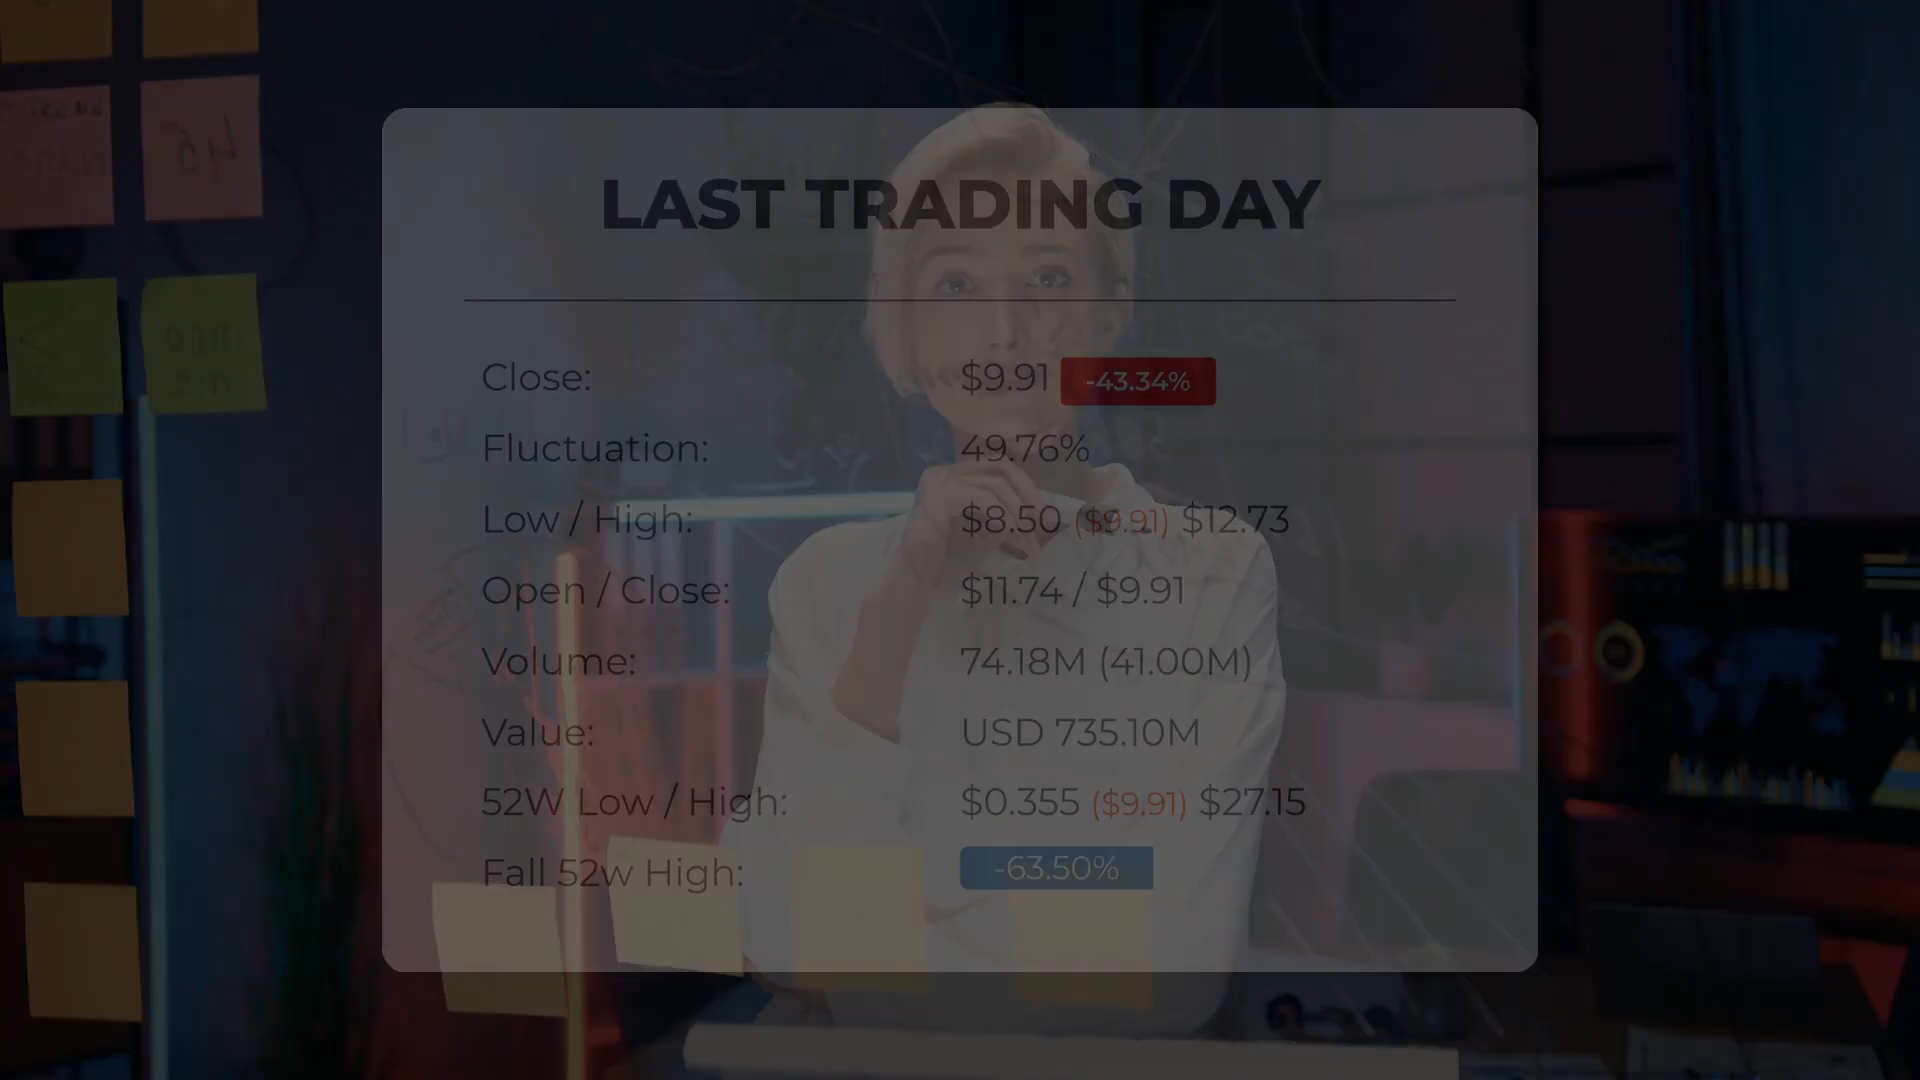 45
LAST TRADING DAY
Close: $9.91 -43.34%
Fluctuation: 49.76%
Low / High: $8.50 ($9.91) $12.73
Open / Close: $11.74 / $9.91
Volume: 74.18M (41.00M)
Value: USD 735.10M
52W Low / High: $0.355 ($9.91) $27.15
Fall 52w High: -63.50%